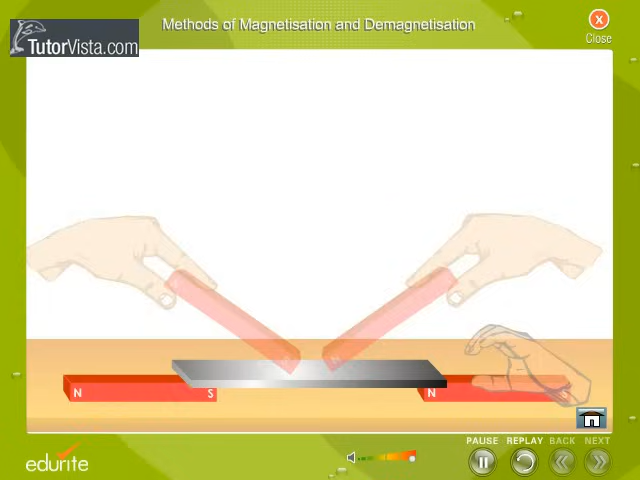 Methods of Magnetisation and Demagnetisation
X
Close
TutorVista.com
S N
N S N S
PAUSE REPLAY BACK NEXT
edurite